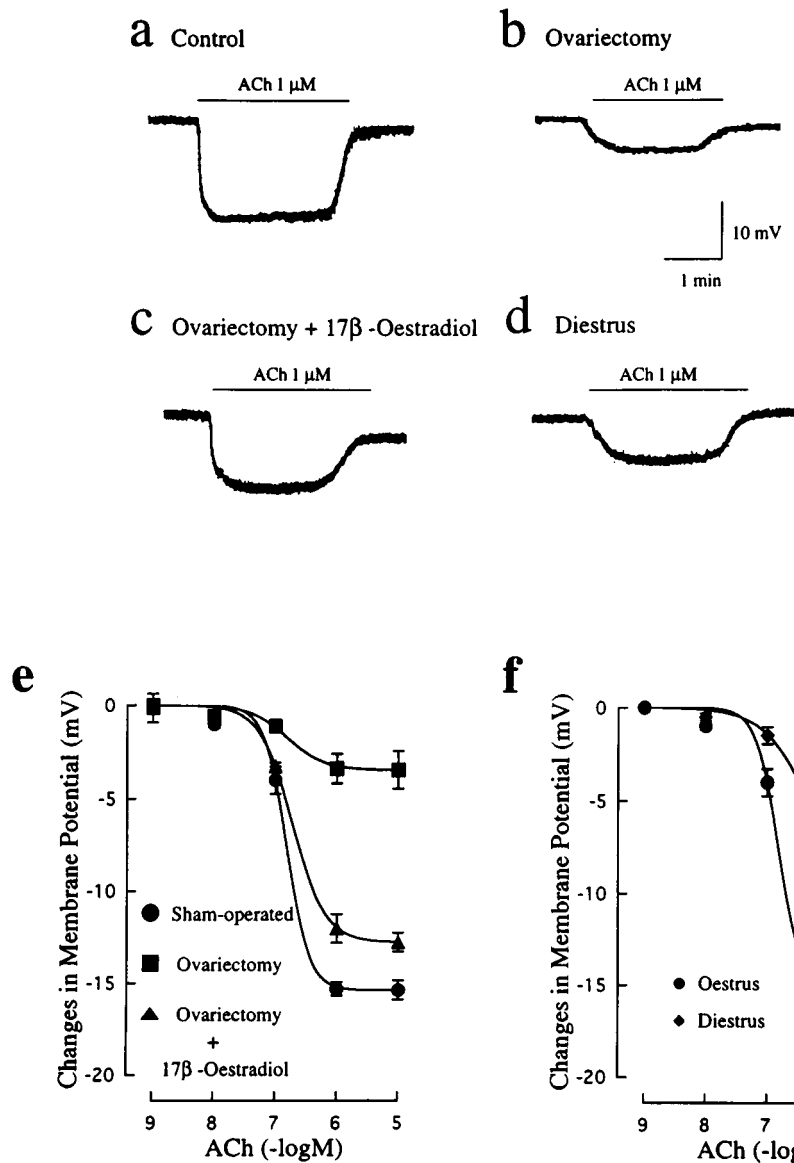 a Control
ACh 1 µM
b Ovariectomy
ACh 1 µM
10 mV
1 min
c Ovariectomy + 17β -Oestradiol
ACh 1 µM
d Diestrus
ACh 1 µM
e
Changes in Membrane Potential (mV)
0
-5
-10
-15
-20
Sham-operated
Ovariectomy
Ovariectomy
+
17β -Oestradiol
9 8 7 6 5
ACh (-logM)
f
Changes in Membrane Potential (mV)
0
-5
-10
-15
-20
Oestrus
Diestrus
9 8 7
ACh (-log